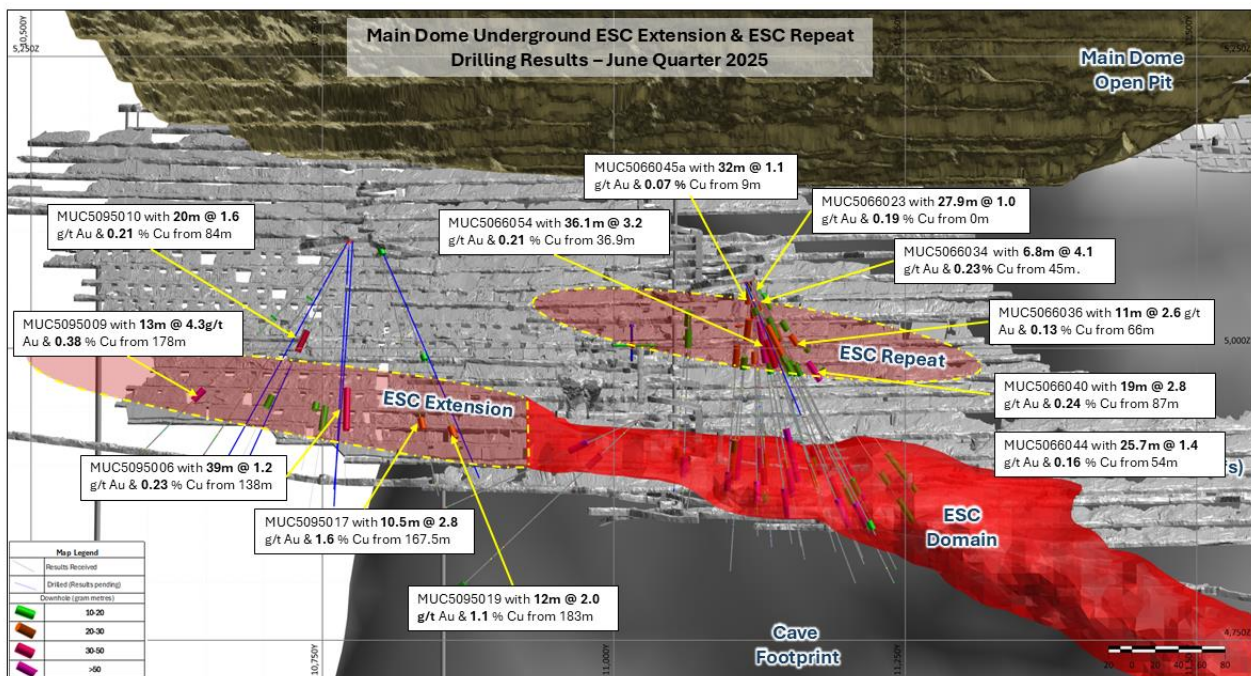 10,500Y
5,250Z
Main Dome Underground ESC Extension & ESC Repeat
Drilling Results – June Quarter 2025
Main Dome
Open Pit
5,250Z
MUC5066045a with 32m @ 1.1
g/t Au & 0.07 % Cu from 9m
MUC5066023 with 27.9m @ 1.0
g/t Au & 0.19 % Cu from 0m
MUC5095010 with 20m @ 1.6
g/t Au & 0.21 % Cu from 84m
MUC5066054 with 36.1m @ 3.2
g/t Au & 0.21 % Cu from 36.9m
MUC5066034 with 6.8m @ 4.1
g/t Au & 0.23% Cu from 45m.
MUC5095009 with 13m @ 4.3g/t
Au & 0.38 % Cu from 178m
MUC5066036 with 11m @ 2.6 g/t
Au & 0.13 % Cu from 66m
5,000Z
ESC Repeat
MUC5066040 with 19m @ 2.8
g/t Au & 0.24 % Cu from 87m
ESC Extension
MUC5066044 with 25.7m @ 1.4
g/t Au & 0.16 % Cu from 54m
s)
MUC5095006 with 39m @ 1.2
g/t Au & 0.23 % Cu from 138m
MUC5095017 with 10.5m @ 2.8
g/t Au & 1.6 % Cu from 167.5m
ESC
Domain
MUC5095019 with 12m @ 2.0
g/t Au & 1.1 % Cu from 183m
Map Legend
Results Received
Drilled (Results pending)
Downhole (gram metres)
10-20
20-30
30-50
>50
Cave
Footprint
10,750Y
11,000Y
11,250Y
4,750Z
20 0 20 40 60 80